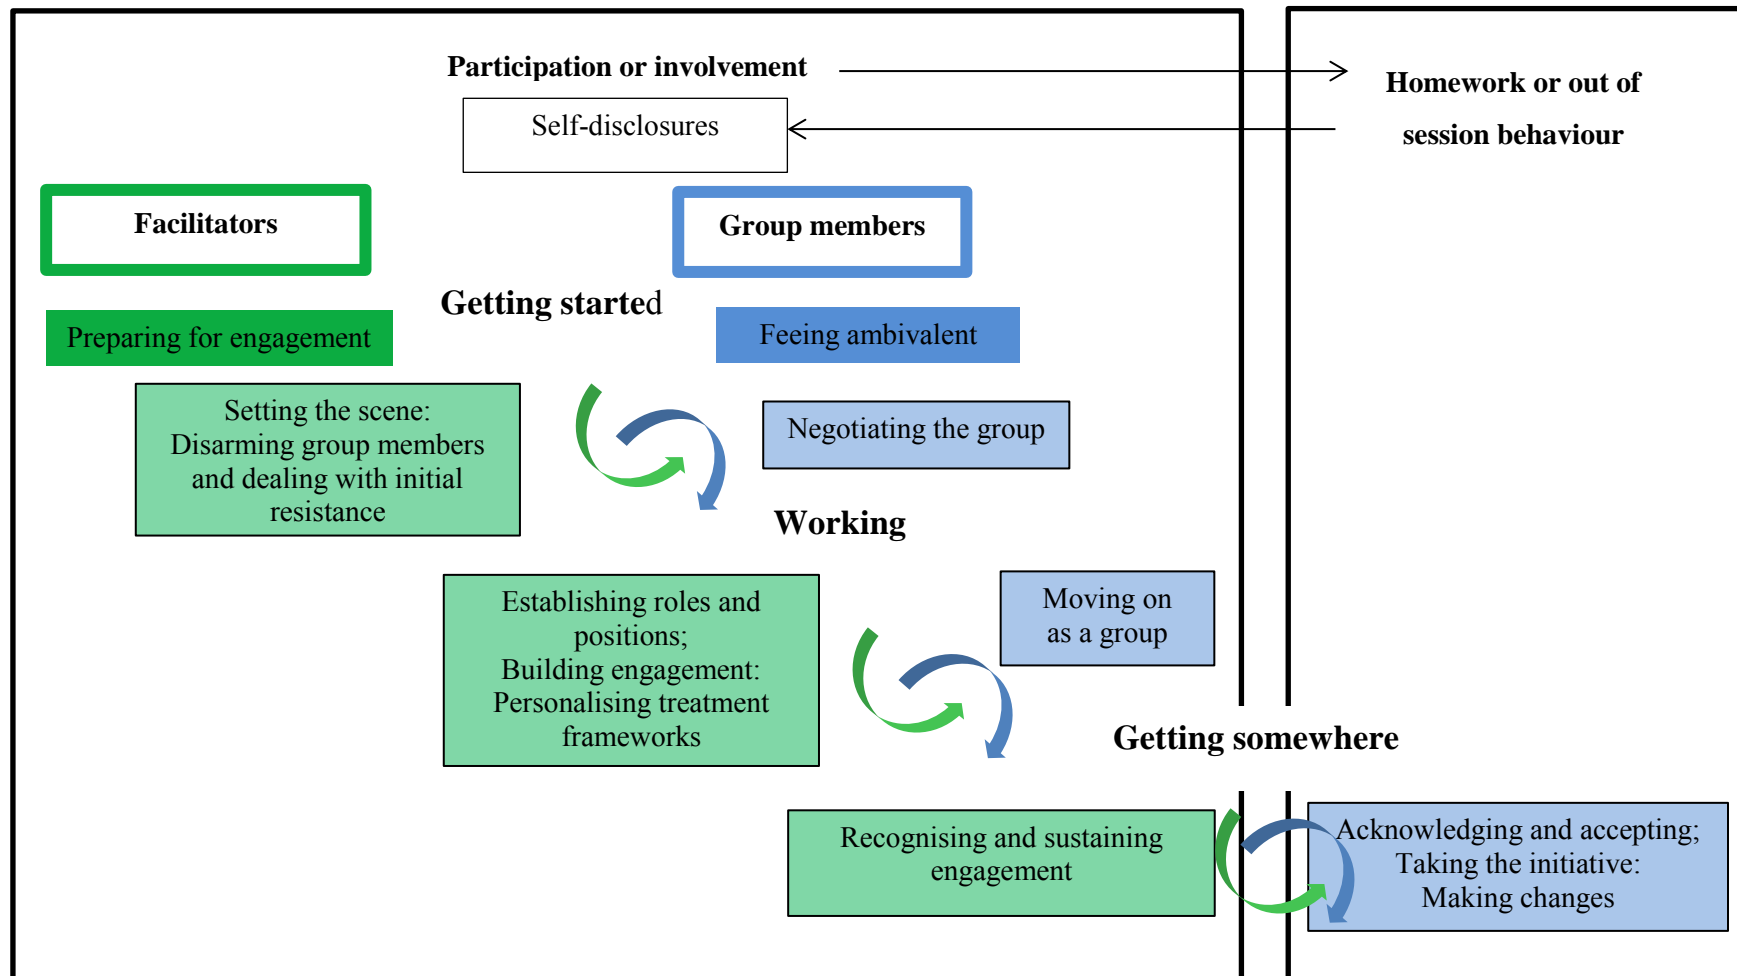 Participation or involvement
Homework or out of
session behaviour
Self-disclosures
Facilitators
Group members
Getting started
Preparing for engagement
Feeing ambivalent
Setting the scene:
Disarming group members
and dealing with initial
resistance
Negotiating the group
Working
Establishing roles and
positions;
Building engagement:
Personalising treatment
frameworks
Moving on
as a group
Getting somewhere
Recognising and sustaining
engagement
Acknowledging and accepting;
Taking the initiative:
Making changes